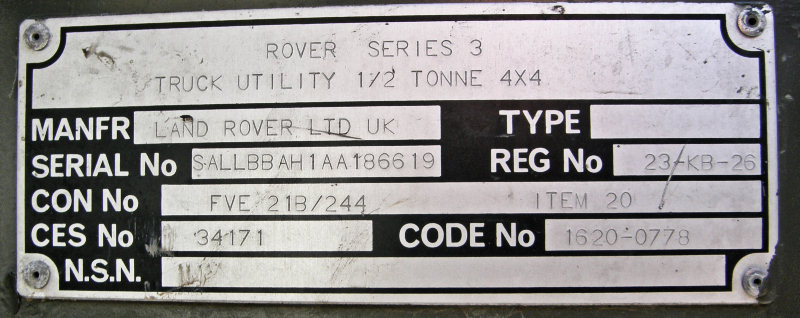 ROVER SERIES 3
TRUCK UTILITY 1/2 TONNE 4X4
MANFR LAND ROVER LTD UK TYPE
SERIAL No SALLBBAH1AA186619 REG No 23-KB-26
CON No FVE 21B/244 ITEM 20
CES No 34171 CODE No 1620-0778
N.S.N.